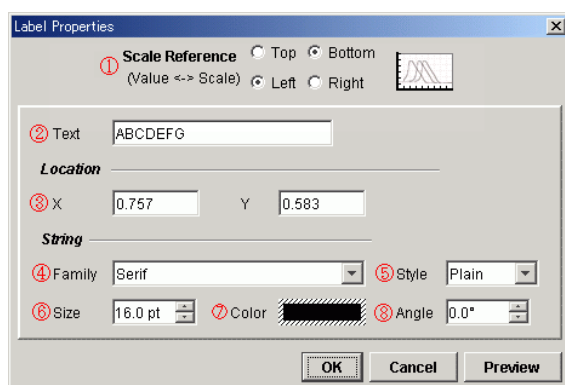 Label Properties
① Scale Reference Top Bottom
(Value <-> Scale) Left Right
② Text ABCDEFG
Location
③ X 0.757 Y 0.583
String
④ Family Serif ⑤ Style Plain
⑥ Size 16.0 pt ⑦ Color ⑧ Angle 0.0°
OK Cancel Preview